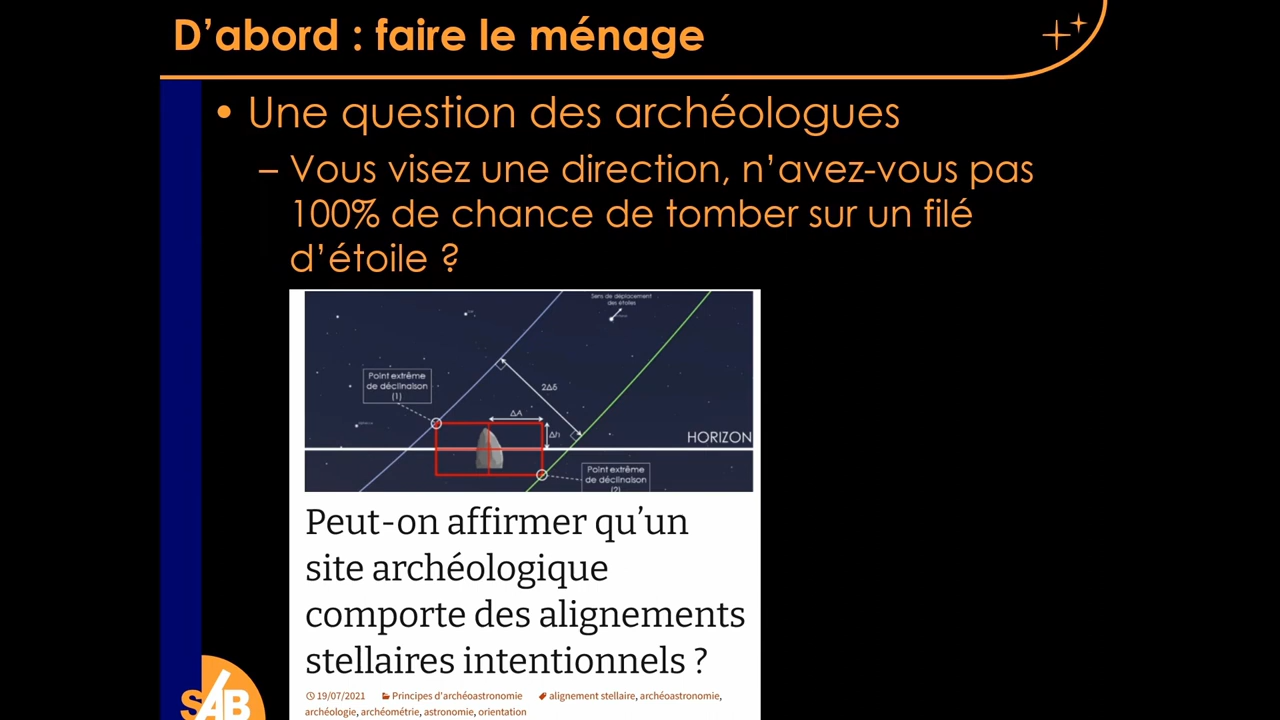 D’abord : faire le ménage
• Une question des archéologues
– Vous visez une direction, n’avez-vous pas
100% de chance de tomber sur un filé
d’étoile ?
Sens de déplacement
des étoiles
Point extrême
de déclinaison
(1)
2Δδ
ΔA
Δh
HORIZON
Point extrême
de déclinaison
(2)
Peut-on affirmer qu’un
site archéologique
comporte des alignements
stellaires intentionnels ?
19/07/2021 Principes d'archéoastronomie alignement stellaire, archéoastronomie,
archéologie, archéométrie, astronomie, orientation
SAB